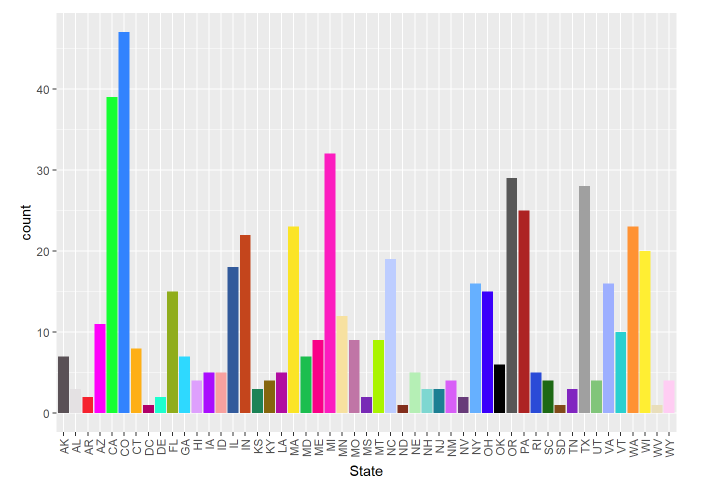 40
30
20
10
0
count
AK AL AR AZ CA CO CT DC DE FL GA HI IA ID IL IN KS KY LA MA MD ME MI MN MO MS MT NC ND NE NH NJ NM NV NY OH OK OR PA RI SC SD TN TX UT VA VT WA WI WV WY
State